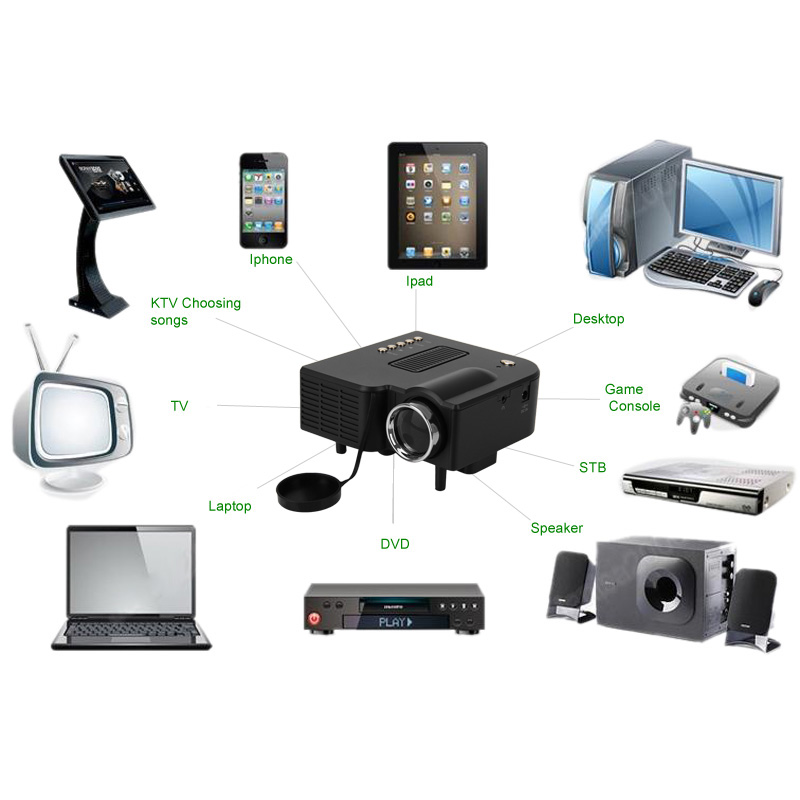 Iphone
Ipad
KTV Choosing
songs
Desktop
TV
Game
Console
STB
Laptop
Speaker
DVD
PLAY